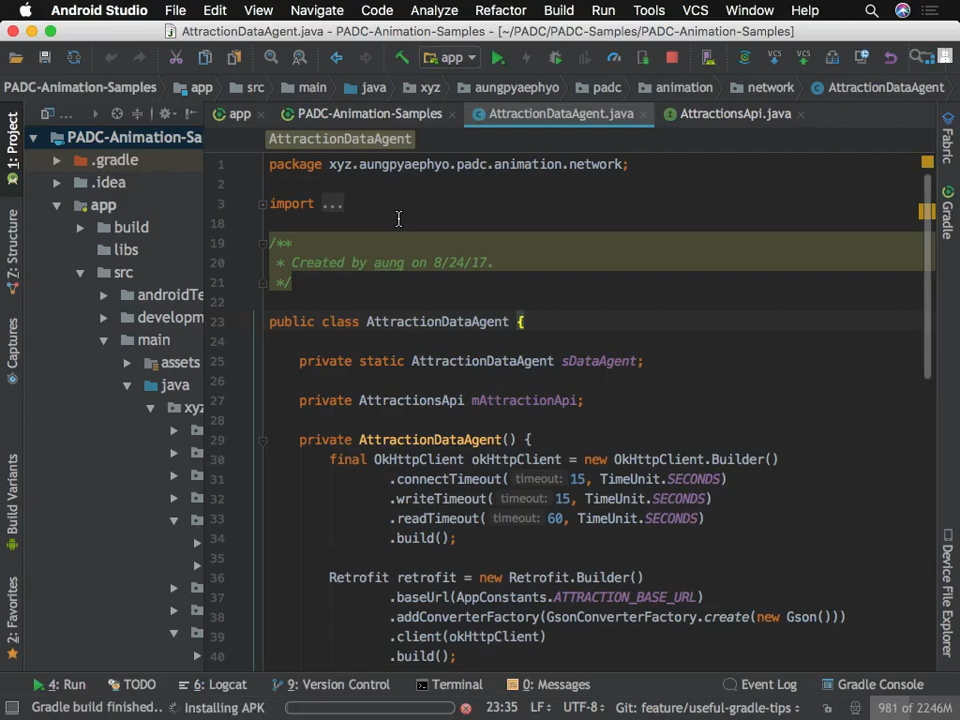 Android Studio File Edit View Navigate Code Analyze Refactor Build Run Tools VCS Window Help
AttractionDataAgent.java - PADC-Animation-Samples - [~/PADC/PADC-Samples/PADC-Animation-Samples]
app
PADC-Animation-Samples app src main java xyz aungpyaephyo padc animation network AttractionDataAgent
app PADC-Animation-Samples AttractionDataAgent.java AttractionsApi.java
1: Project
7: Structure
Captures
Build Variants
2: Favorites
PADC-Animation-Sa
.gradle
.idea
app
build
libs
src
androidTe
developm
main
assets
java
xyz
AttractionDataAgent
1 package xyz.aungpyaephyo.padc.animation.network;
2
3 import ...
18
19 /**
20 * Created by aung on 8/24/17.
21 */
22
23 public class AttractionDataAgent {
24
25 private static AttractionDataAgent sDataAgent;
26
27 private AttractionsApi mAttractionApi;
28
29 private AttractionDataAgent() {
30 final OkHttpClient okHttpClient = new OkHttpClient.Builder()
31 .connectTimeout( timeout: 15, TimeUnit.SECONDS)
32 .writeTimeout( timeout: 15, TimeUnit.SECONDS)
33 .readTimeout( timeout: 60, TimeUnit.SECONDS)
34 .build();
35
36 Retrofit retrofit = new Retrofit.Builder()
37 .baseUrl(AppConstants.ATTRACTION_BASE_URL)
38 .addConverterFactory(GsonConverterFactory.create(new Gson()))
39 .client(okHttpClient)
40 .build();
Fabric
Gradle
Device File Explorer
4: Run TODO 6: Logcat 9: Version Control Terminal 0: Messages Event Log Gradle Console
Gradle build finished.. Installing APK 23:35 LF÷ UTF-8÷ Git: feature/useful-gradle-tips÷ 981 of 2246M